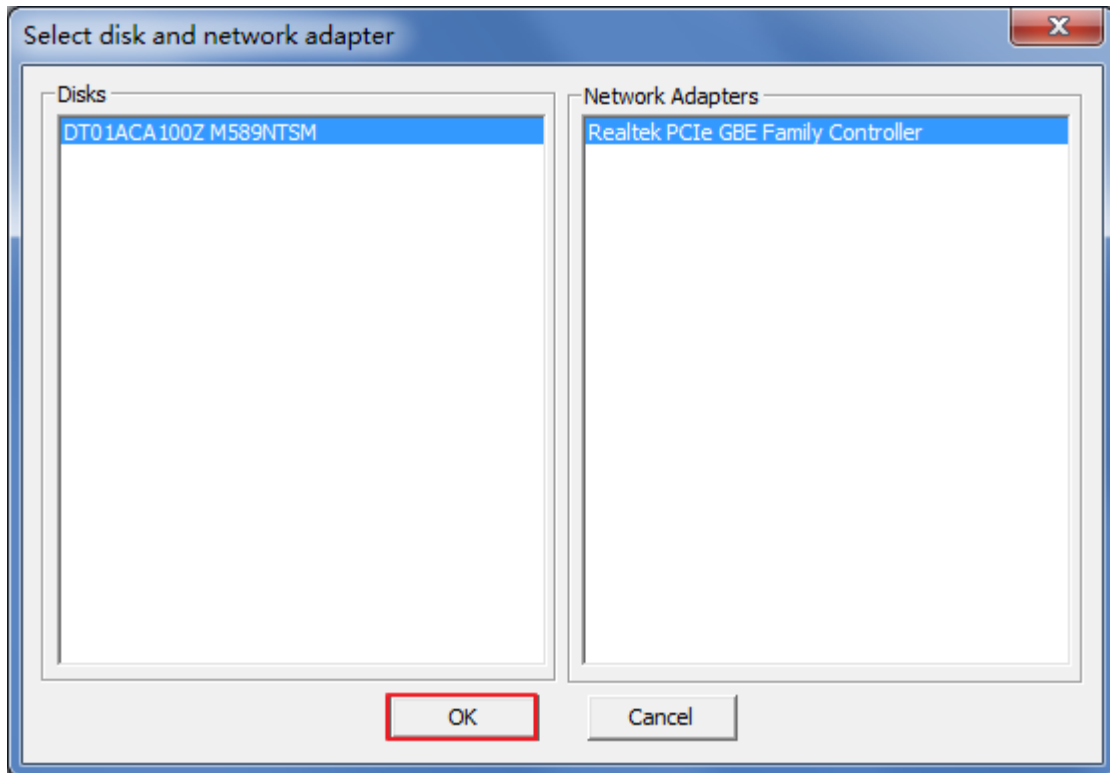 Select disk and network adapter
Disks
DT01ACA100Z M589NTSM
Network Adapters
Realtek PCIe GBE Family Controller
OK
Cancel